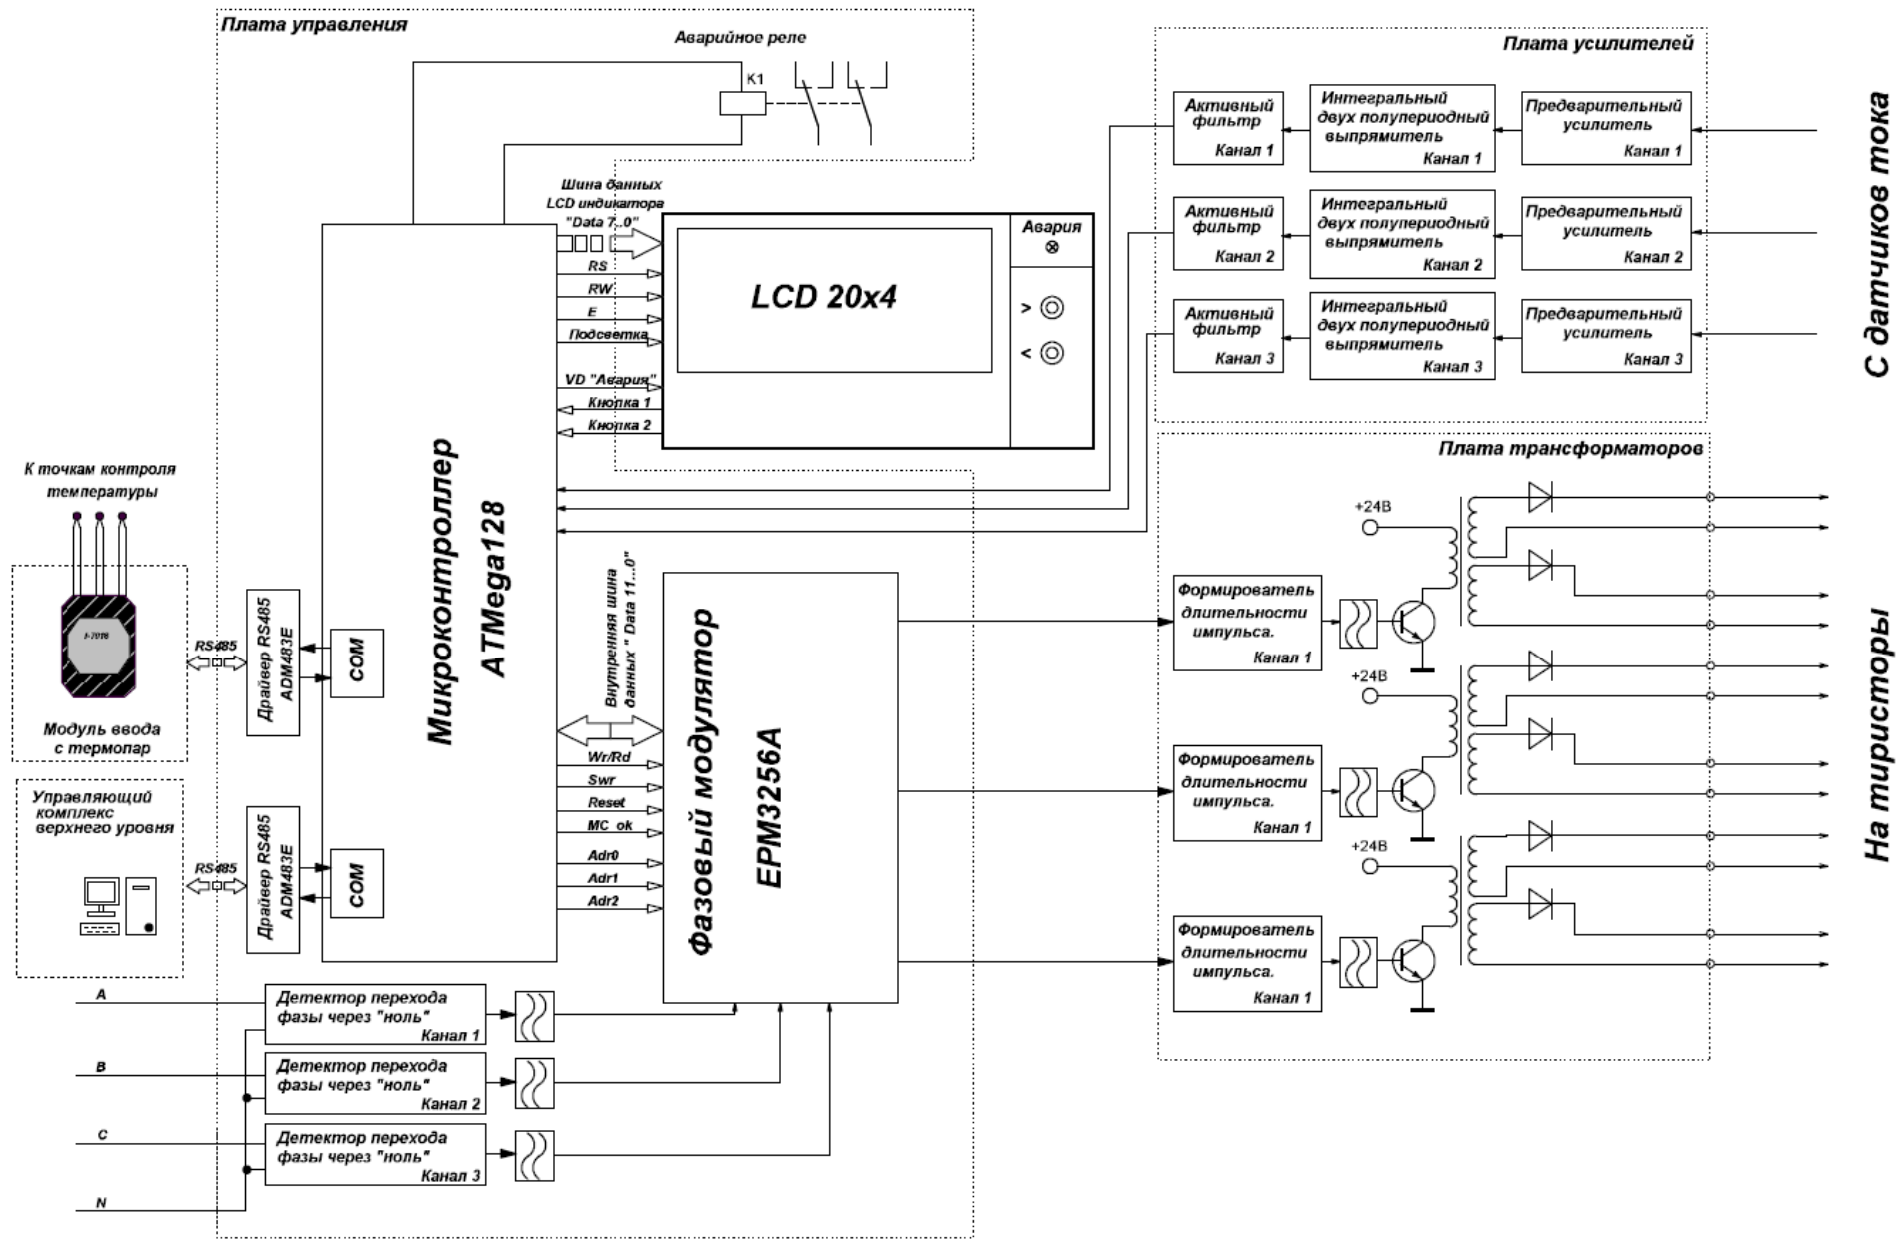 Плата управления
Аварийное реле
K1
Шина данных
LCD индикатора
"Data 7..0"
RS
RW
E
Подсветка
VD "Авария"
Кнопка 1
Кнопка 2
LCD 20x4
Авария
>
<
Плата усилителей
Активный
фильтр
Канал 1
Интегральный
двух полупериодный
выпрямитель
Канал 1
Предварительный
усилитель
Канал 1
Активный
фильтр
Канал 2
Интегральный
двух полупериодный
выпрямитель
Канал 2
Предварительный
усилитель
Канал 2
Активный
фильтр
Канал 3
Интегральный
двух полупериодный
выпрямитель
Канал 3
Предварительный
усилитель
Канал 3
С датчиков тока
Микроконтроллер
ATMega128
К точкам контроля
температуры
I-7018
Модуль ввода
с термопар
RS485
Драйвер RS485
ADM483E
COM
Управляющий
комплекс
верхнего уровня
RS485
Драйвер RS485
ADM483E
COM
Внутренняя шина
данных " Data 11...0"
Wr/Rd
Swr
Reset
MC_ok
Adr0
Adr1
Adr2
Фазовый модулятор
EPM3256A
Плата трансформаторов
+24В
Формирователь
длительности
импульса.
Канал 1
+24В
Формирователь
длительности
импульса.
Канал 1
+24В
Формирователь
длительности
импульса.
Канал 1
На тиристоры
A
Детектор перехода
фазы через "ноль"
Канал 1
B
Детектор перехода
фазы через "ноль"
Канал 2
C
Детектор перехода
фазы через "ноль"
Канал 3
N